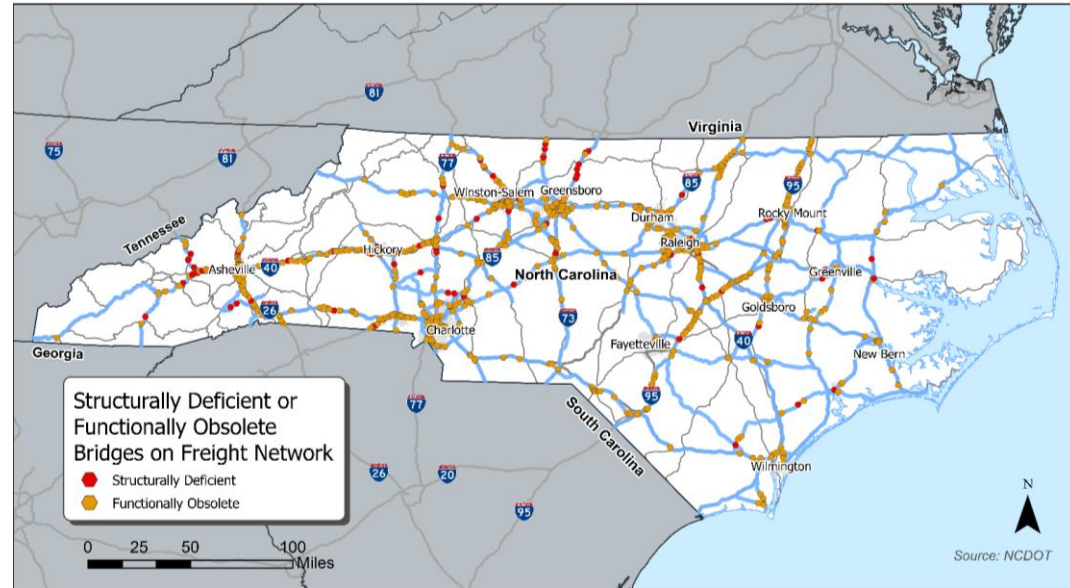 Virginia
81
75
81
77
85
95
Winston-Salem
Greensboro
Durham
Rocky Mount
Tennessee
Hickory
Raleigh
Asheville
40
85
North Carolina
Greenville
26
Goldsboro
Charlotte
73
Fayetteville
40
New Bern
Georgia
95
South Carolina
Wilmington
77
26
20
95
Structurally Deficient or
Functionally Obsolete
Bridges on Freight Network
Structurally Deficient
Functionally Obsolete
0 25 50 100
Miles
N
Source: NCDOT